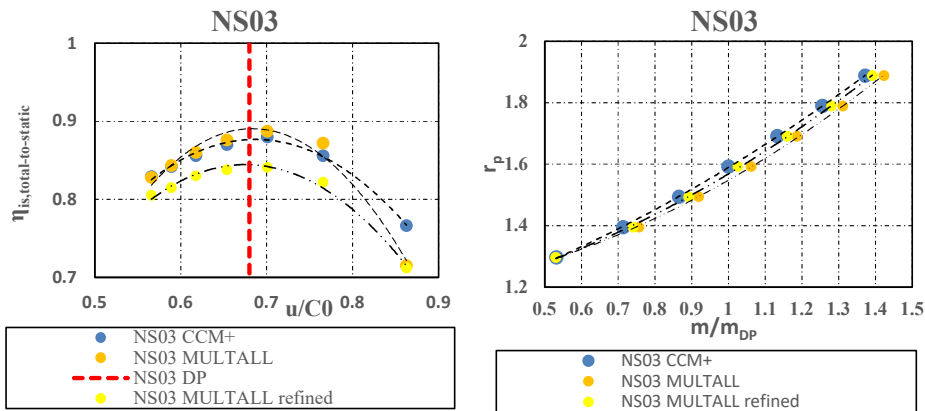 NS03
1
0.9
0.8
0.7
η is,total-to-static
0.5 0.6 0.7 0.8 0.9
u/C0
NS03 CCM+
NS03 MULTALL
NS03 DP
NS03 MULTALL refined
NS03
2
1.8
1.6
1.4
1.2
r p
0.5 0.6 0.7 0.8 0.9 1 1.1 1.2 1.3 1.4 1.5
m/m DP
NS03 CCM+
NS03 MULTALL
NS03 MULTALL refined